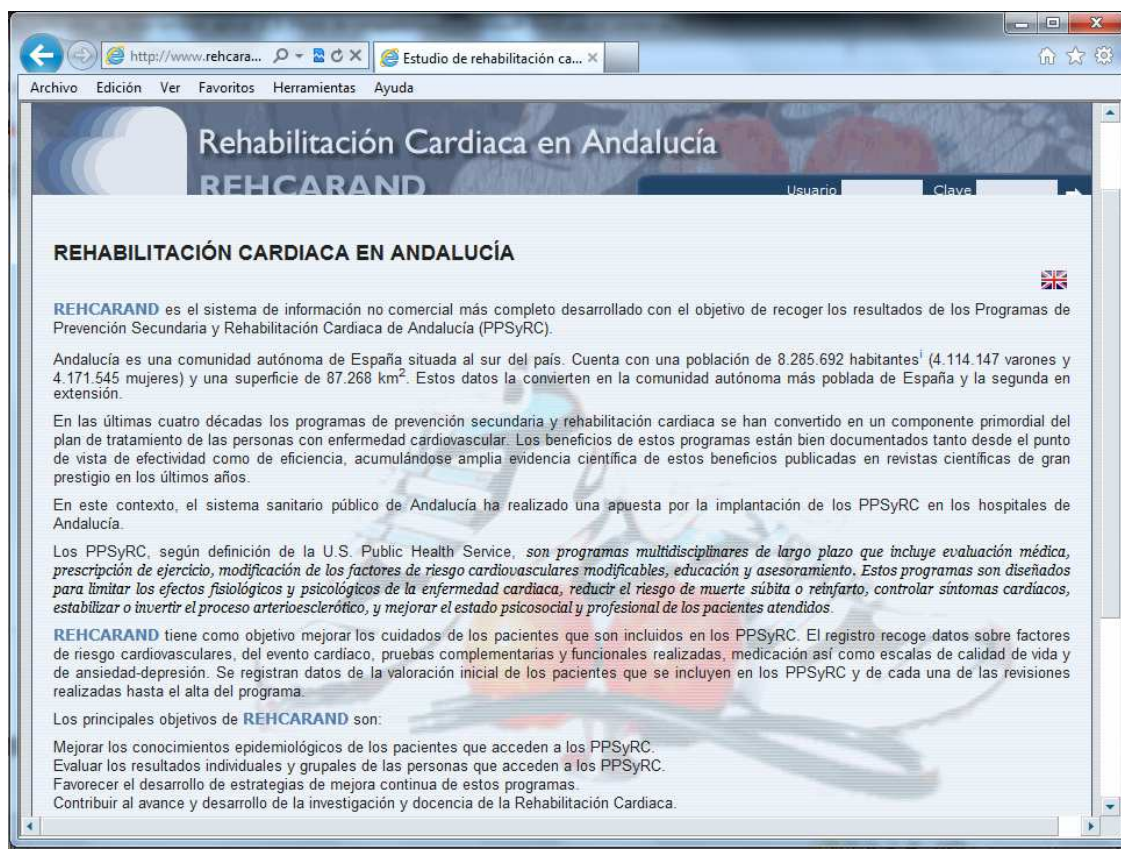 http://www.rehcara...
Estudio de rehabilitación ca...
Archivo Edición Ver Favoritos Herramientas Ayuda
Rehabilitación Cardiaca en Andalucía
REHCARAND
Usuario Clave
REHABILITACIÓN CARDIACA EN ANDALUCÍA
REHCARAND es el sistema de información no comercial más completo desarrollado con el objetivo de recoger los resultados de los Programas de
Prevención Secundaria y Rehabilitación Cardiaca de Andalucía (PPSyRC).
Andalucía es una comunidad autónoma de España situada al sur del país. Cuenta con una población de 8.285.692 habitantesⁱ (4.114.147 varones y
4.171.545 mujeres) y una superficie de 87.268 km². Estos datos la convierten en la comunidad autónoma más poblada de España y la segunda en
extensión.
En las últimas cuatro décadas los programas de prevención secundaria y rehabilitación cardiaca se han convertido en un componente primordial del
plan de tratamiento de las personas con enfermedad cardiovascular. Los beneficios de estos programas están bien documentados tanto desde el punto
de vista de efectividad como de eficiencia, acumulándose amplia evidencia científica de estos beneficios publicadas en revistas científicas de gran
prestigio en los últimos años.
En este contexto, el sistema sanitario público de Andalucía ha realizado una apuesta por la implantación de los PPSyRC en los hospitales de
Andalucía.
Los PPSyRC, según definición de la U.S. Public Health Service, son programas multidisciplinares de largo plazo que incluye evaluación médica,
prescripción de ejercicio, modificación de los factores de riesgo cardiovasculares modificables, educación y asesoramiento. Estos programas son diseñados
para limitar los efectos fisiológicos y psicológicos de la enfermedad cardiaca, reducir el riesgo de muerte súbita o reinfarto, controlar síntomas cardíacos,
estabilizar o invertir el proceso arterioesclerótico, y mejorar el estado psicosocial y profesional de los pacientes atendidos.
REHCARAND tiene como objetivo mejorar los cuidados de los pacientes que son incluidos en los PPSyRC. El registro recoge datos sobre factores
de riesgo cardiovasculares, del evento cardíaco, pruebas complementarias y funcionales realizadas, medicación así como escalas de calidad de vida y
de ansiedad-depresión. Se registran datos de la valoración inicial de los pacientes que se incluyen en los PPSyRC y de cada una de las revisiones
realizadas hasta el alta del programa.
Los principales objetivos de REHCARAND son:
Mejorar los conocimientos epidemiológicos de los pacientes que acceden a los PPSyRC.
Evaluar los resultados individuales y grupales de las personas que acceden a los PPSyRC.
Favorecer el desarrollo de estrategias de mejora continua de estos programas.
Contribuir al avance y desarrollo de la investigación y docencia de la Rehabilitación Cardiaca.